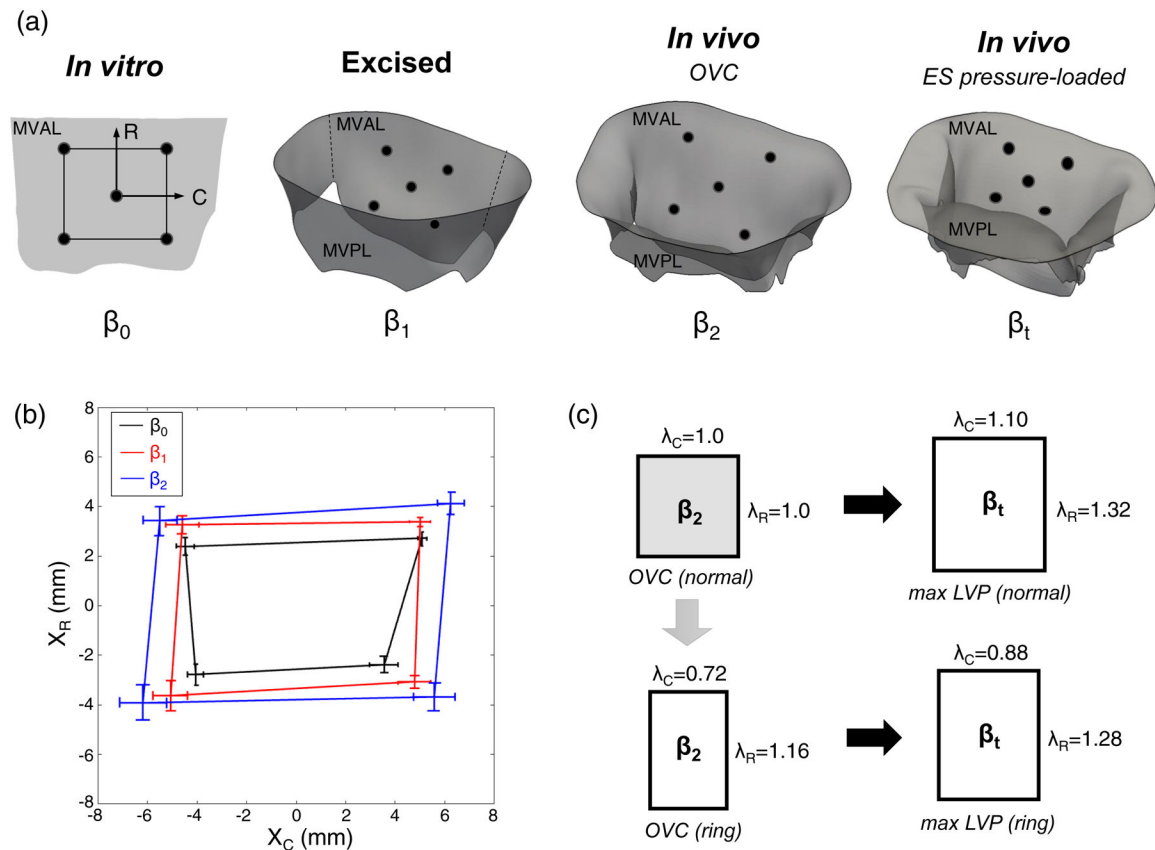 (a)
In vitro
Excised
In vivo
OVC
In vivo
ES pressure-loaded
MVAL
R
C
MVAL
MVPL
MVAL
MVPL
MVAL
MVPL
β0
β1
β2
βt
(b)
8
6
4
2
0
-2
-4
-6
-8
XR (mm)
-8
-6
-4
-2
0
2
4
6
8
XC (mm)
β0
β1
β2
(c)
λC=1.0
β2
λR=1.0
OVC (normal)
λC=1.10
βt
λR=1.32
max LVP (normal)
λC=0.72
β2
λR=1.16
OVC (ring)
λC=0.88
βt
λR=1.28
max LVP (ring)